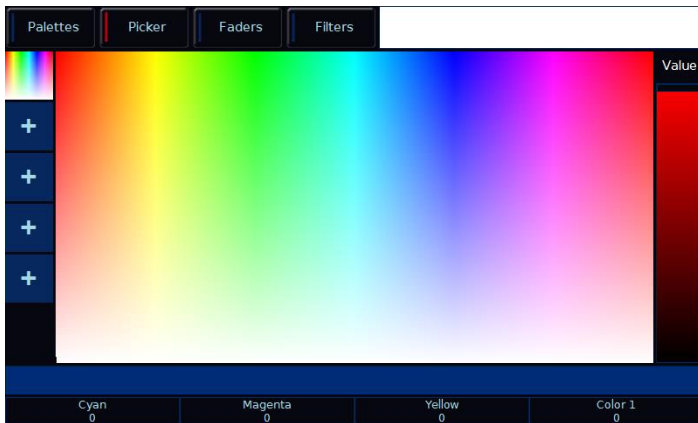 Palettes Picker Faders Filters
Value
+
+
+
+
Cyan Magenta Yellow Color 1
0 0 0 0